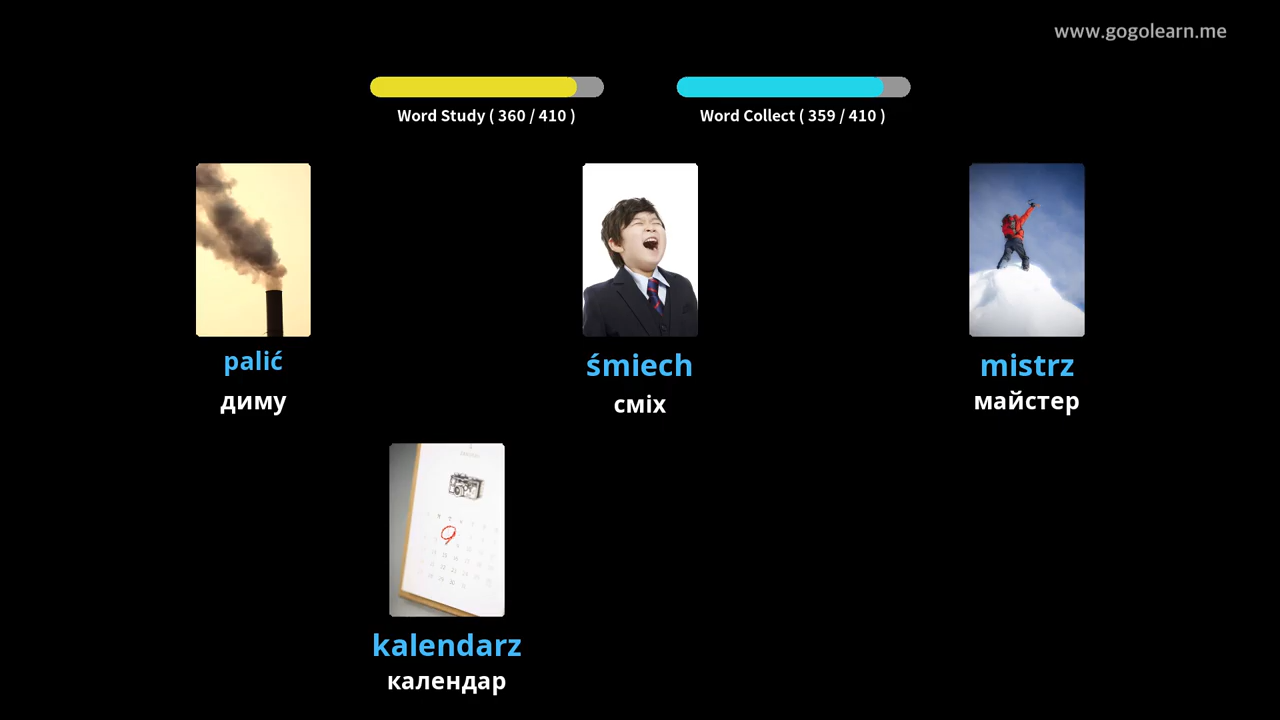 www.gogolearn.me
Word Study ( 360 / 410 )
Word Collect ( 359 / 410 )
palić
диму
śmiech
сміх
mistrz
майстер
kalendarz
календар